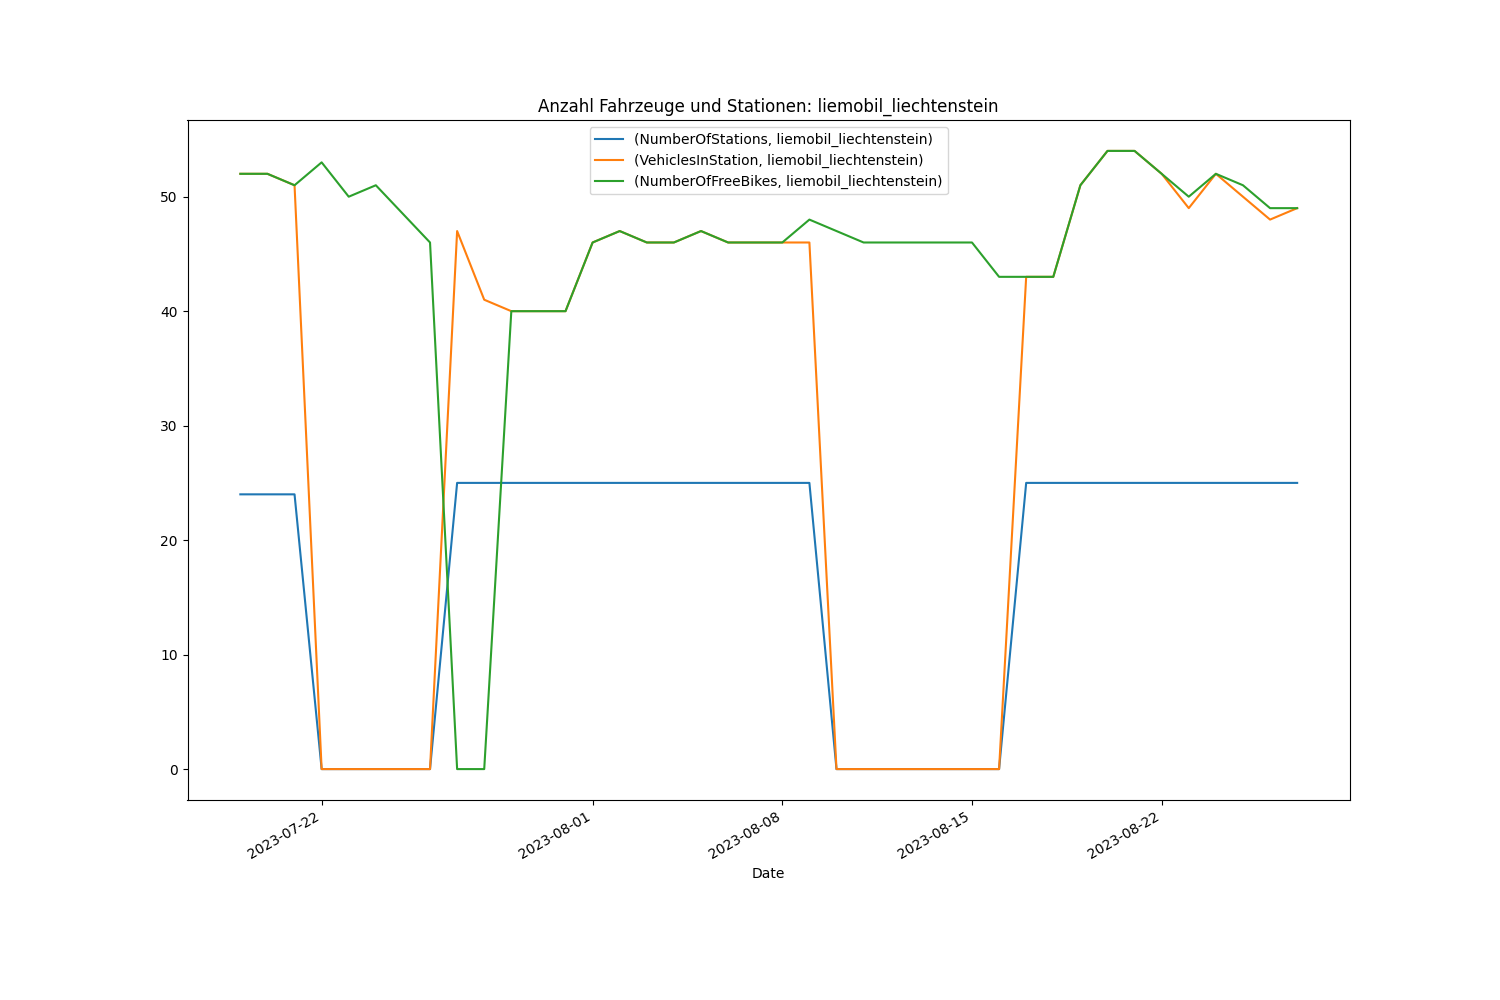 Anzahl Fahrzeuge und Stationen: liemobil_liechtenstein
(NumberOfStations, liemobil_liechtenstein)
(VehiclesInStation, liemobil_liechtenstein)
(NumberOfFreeBikes, liemobil_liechtenstein)
50
40
30
20
10
0
2023-07-22
2023-08-01
2023-08-08
2023-08-15
2023-08-22
Date